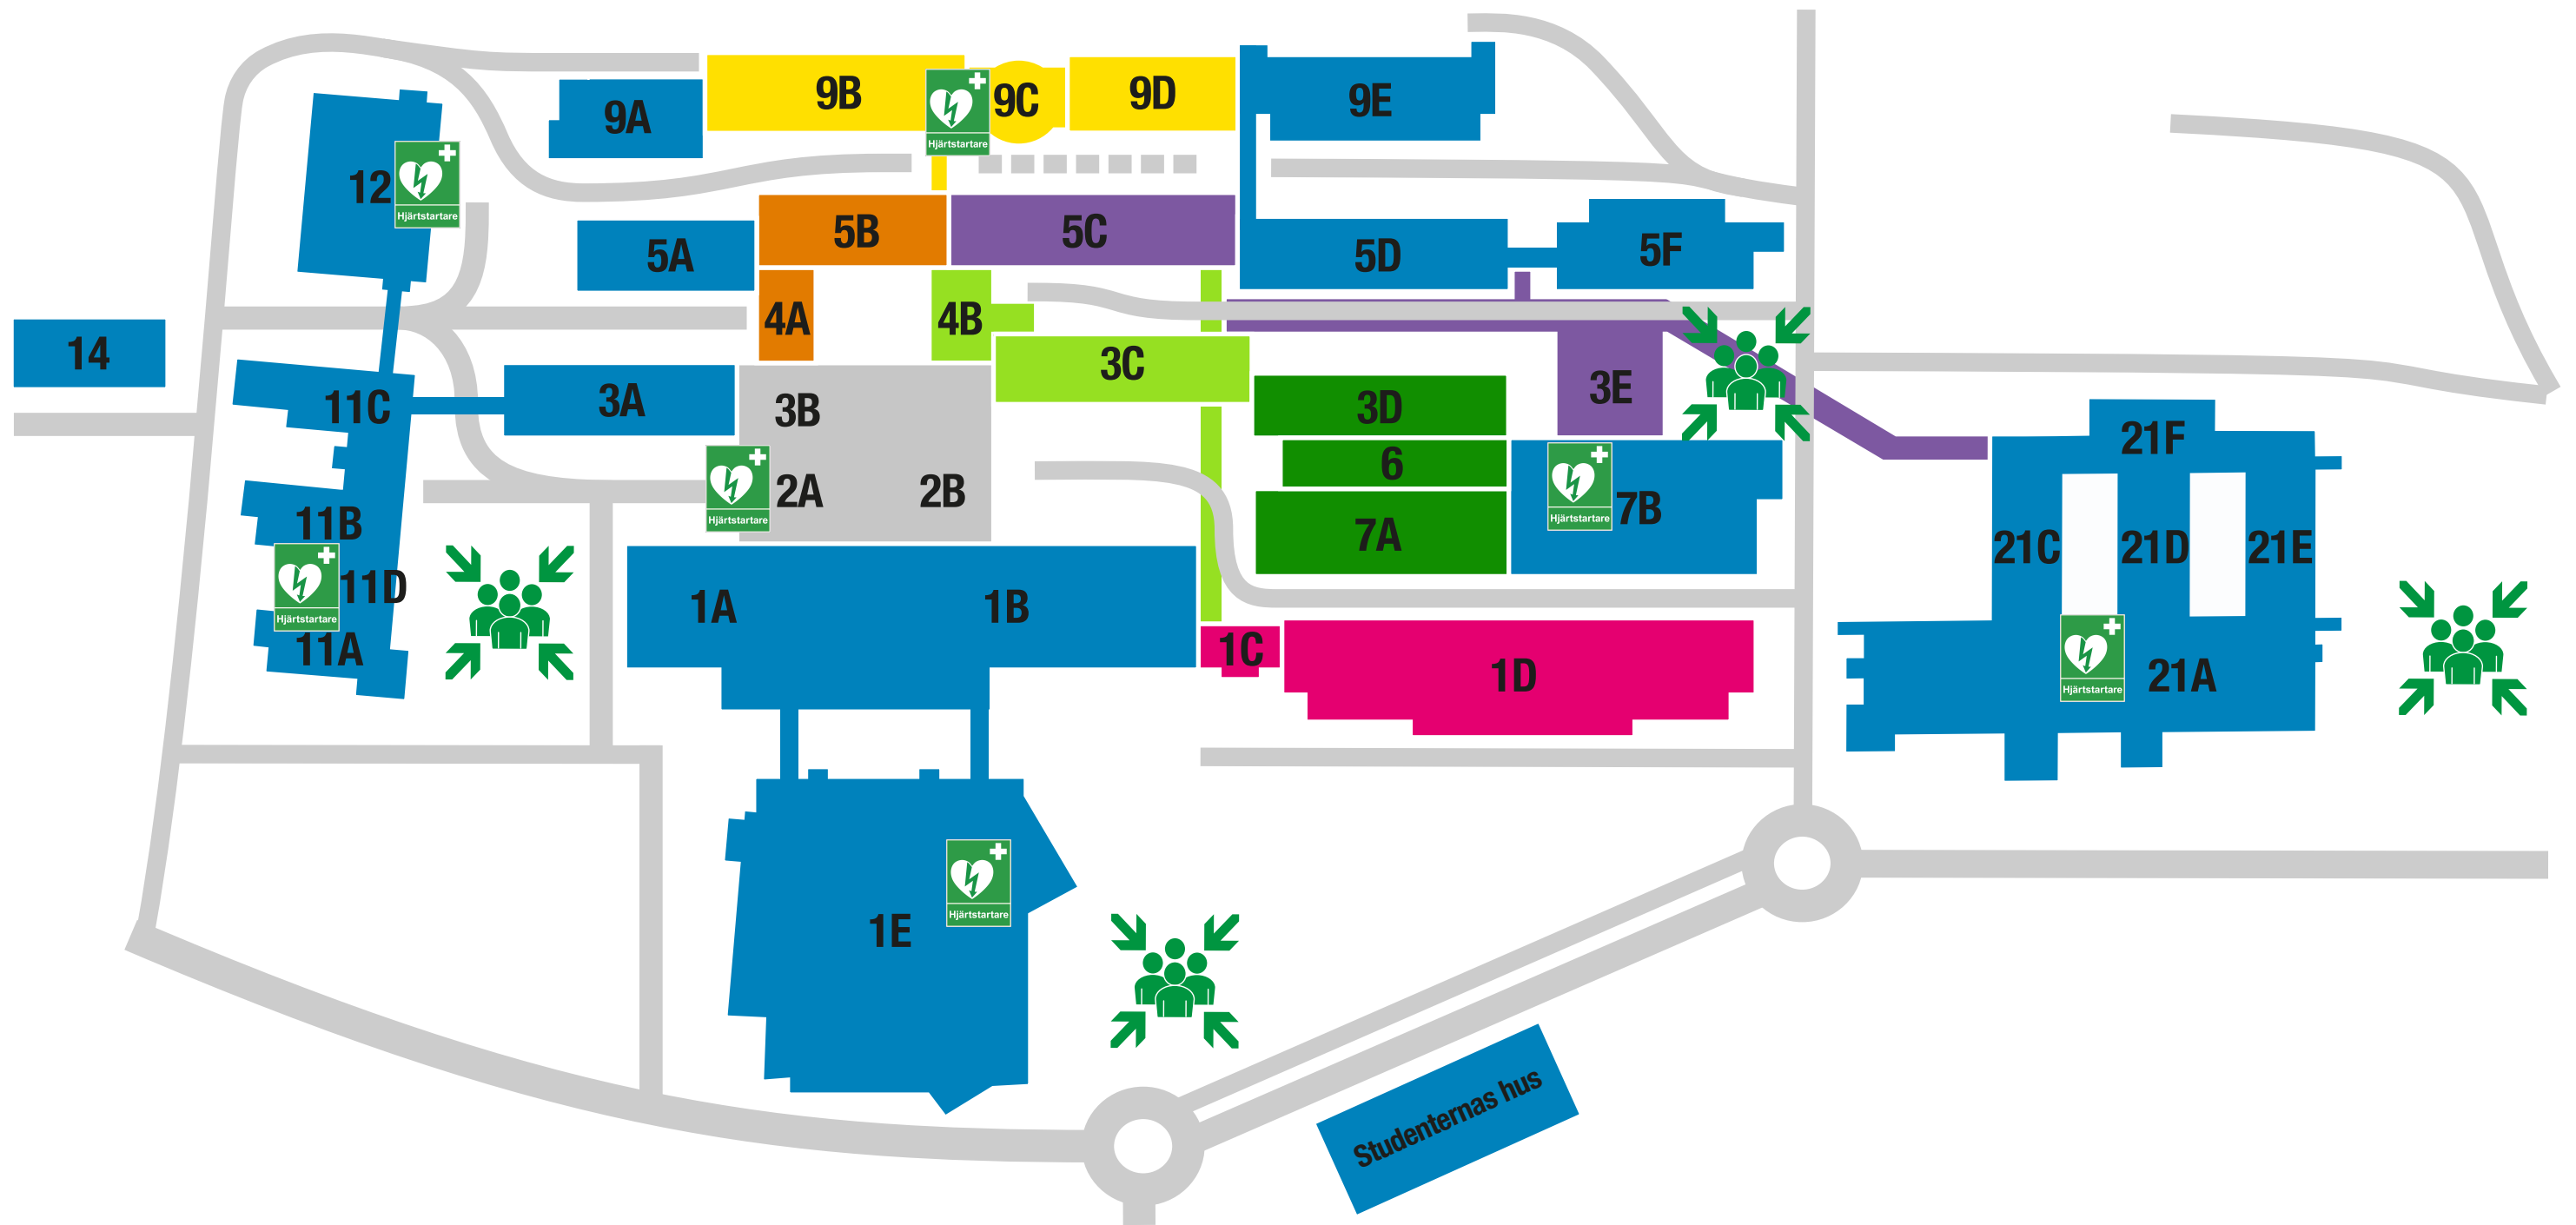 9A
9B
9C
9D
9E
Hjärtstartare
12
Hjärtstartare
5A
5B
5C
5D
5F
14
4A
4B
3C
11C
3A
3B
3D
3E
6
2A
2B
Hjärtstartare
7A
7B
Hjärtstartare
21F
21C
21D
21E
11B
11D
Hjärtstartare
11A
1A
1B
1C
1D
21A
Hjärtstartare
1E
Hjärtstartare
Studenternas hus